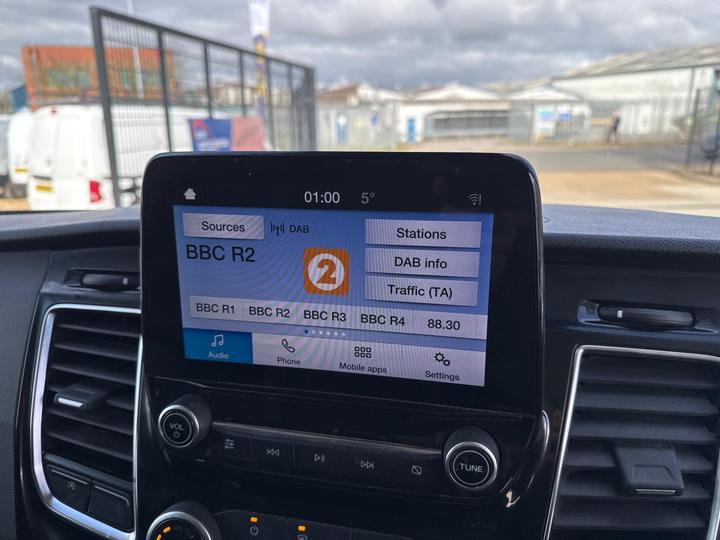 01:00 5°
Sources DAB Stations
BBC R2
2
DAB info
Traffic (TA)
BBC R1 BBC R2 BBC R3 BBC R4 88.30
Audio Phone Mobile apps Settings
VOL
TUNE